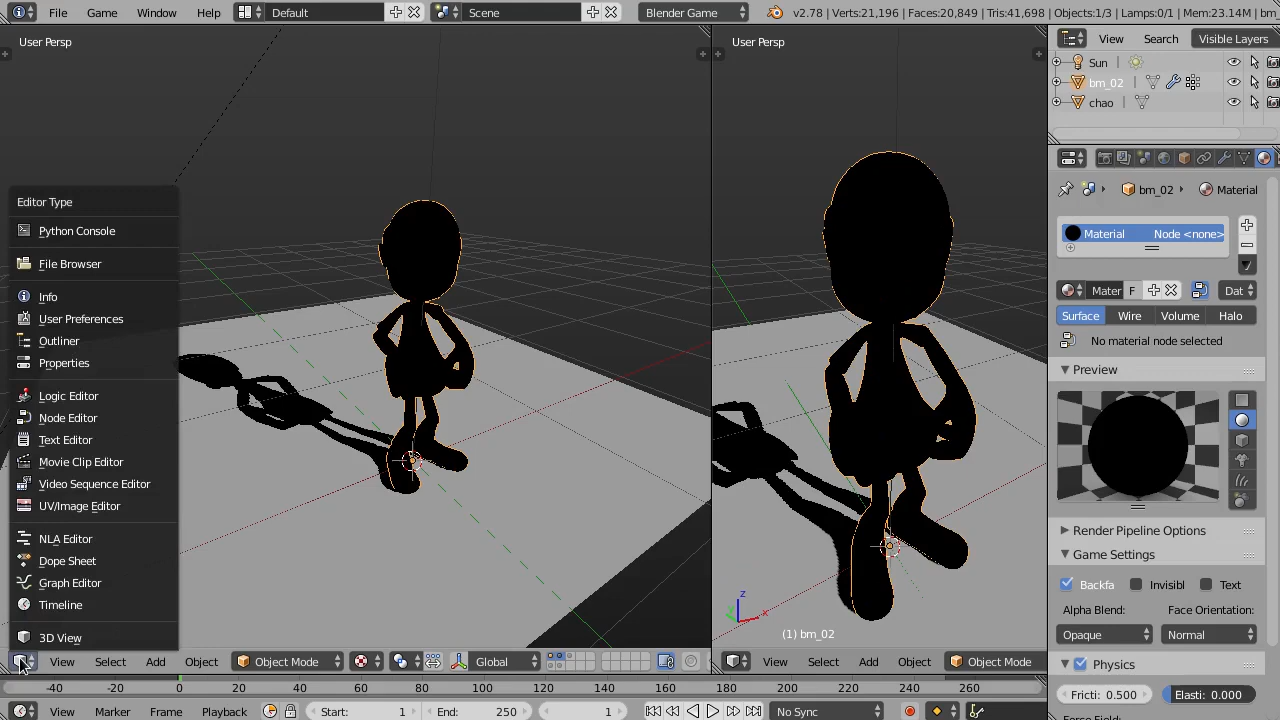 File Game Window Help Default Scene Blender Game v2.78 | Verts:21,196 | Faces:20,849 | Tris:41,698 | Objects:1/3 | Lamps:0/1 | Mem:23.14M | bm
User Persp
User Persp
View Search Visible Layers
Sun
bm_02
chao
bm_02 Material
Material Node <none>
Mater F Dat
Surface Wire Volume Halo
No material node selected
Preview
Render Pipeline Options
Game Settings
Backfa Invisibl Text
Alpha Blend: Face Orientation:
Opaque Normal
Physics
Fricti: 0.500 Elasti: 0.000
Editor Type
Python Console
File Browser
Info
User Preferences
Outliner
Properties
Logic Editor
Node Editor
Text Editor
Movie Clip Editor
Video Sequence Editor
UV/Image Editor
NLA Editor
Dope Sheet
Graph Editor
Timeline
3D View
z
y x
(1) bm_02
View Select Add Object Object Mode Global
View Select Add Object Object Mode
-40 -20 0 20 40 60 80 100 120 140 160 180 200 220 240 260
View Marker Frame Playback Start: 1 End: 250 1 No Sync